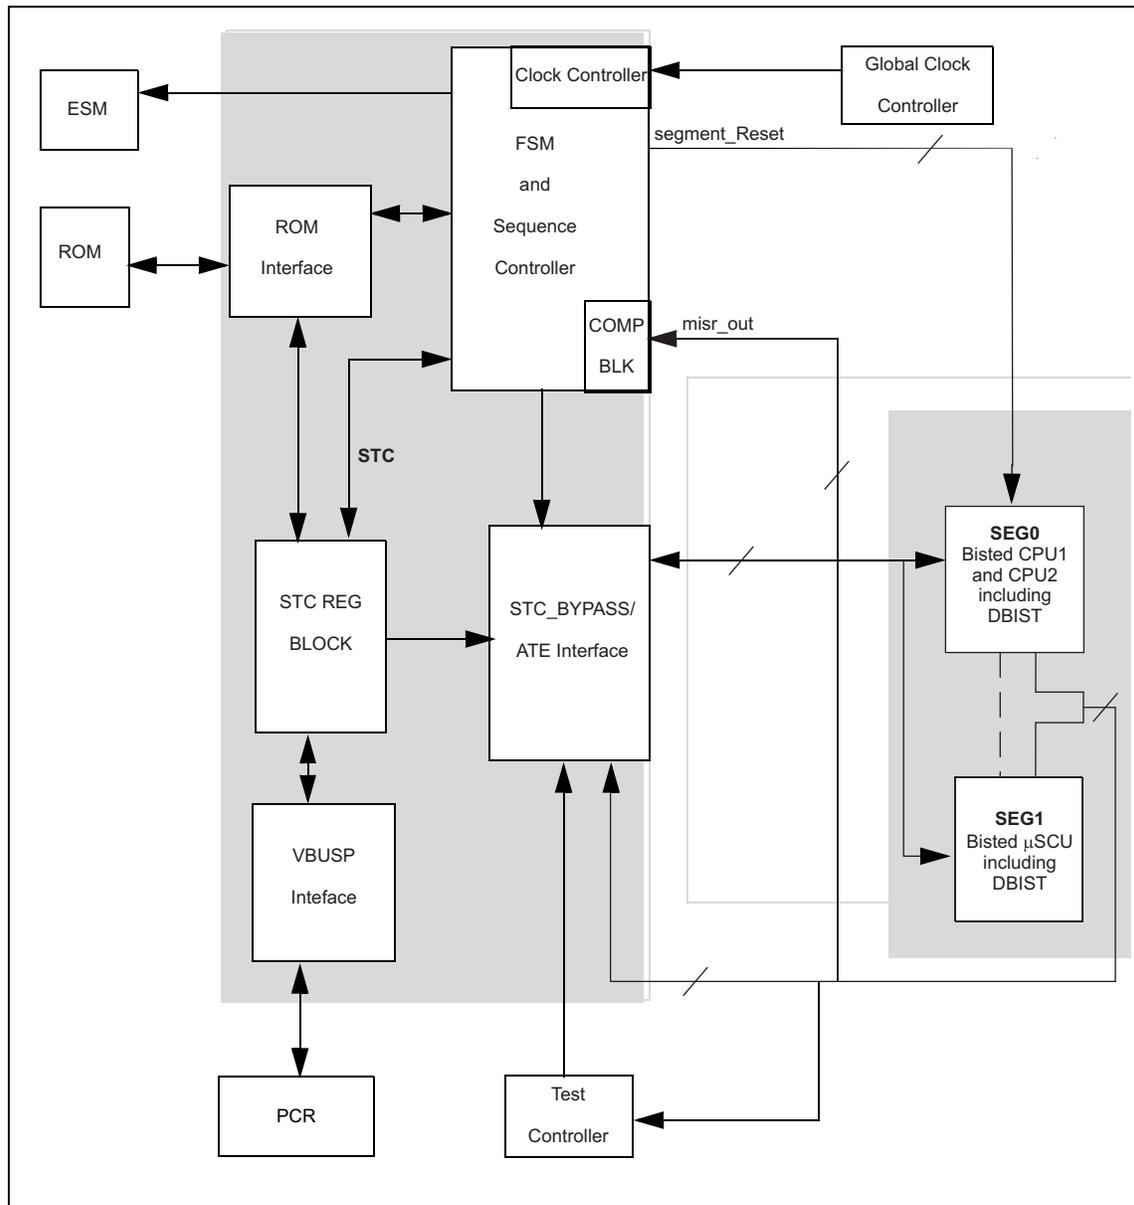 Clock Controller
Global Clock
Controller
ESM
segment_Reset
FSM
and
Sequence
Controller
ROM
Interface
ROM
COMP
BLK
misr_out
STC
SEG0
Bisted CPU1
and CPU2
including
DBIST
STC REG
BLOCK
STC_BYPASS/
ATE Interface
SEG1
Bisted μSCU
including
DBIST
VBUSP
Inteface
PCR
Test
Controller